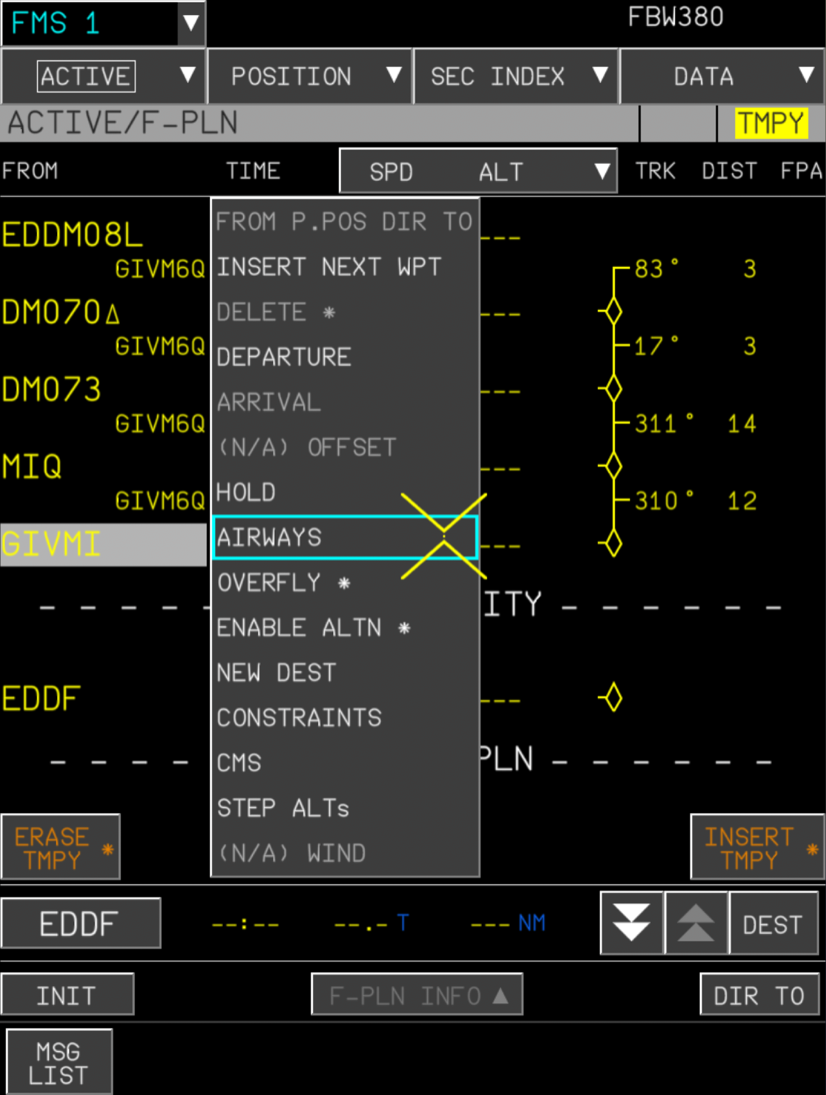 FMS 1 ▼ FBW380
ACTIVE ▼ POSITION ▼ SEC INDEX ▼ DATA ▼
ACTIVE/F-PLN TMPY
FROM TIME SPD ALT ▼ TRK DIST FPA
FROM P.POS DIR TO
EDDM08L ---
GIVM6Q INSERT NEXT WPT 83° 3
DM070Δ DELETE * ---
GIVM6Q DEPARTURE 17° 3
DM073 ARRIVAL ---
GIVM6Q (N/A) OFFSET 311° 14
MIQ ---
GIVM6Q HOLD 310° 12
GIVMI AIRWAYS ---
OVERFLY *
- - - - - ITY - - - - - -
ENABLE ALTN *
NEW DEST
EDDF ---
CONSTRAINTS
- - - - CMS PLN - - - - - -
STEP ALTs
(N/A) WIND
ERASE TMPY *
INSERT TMPY *
EDDF --:-- --.- T --- NM DEST
INIT F-PLN INFO ▲ DIR TO
MSG
LIST